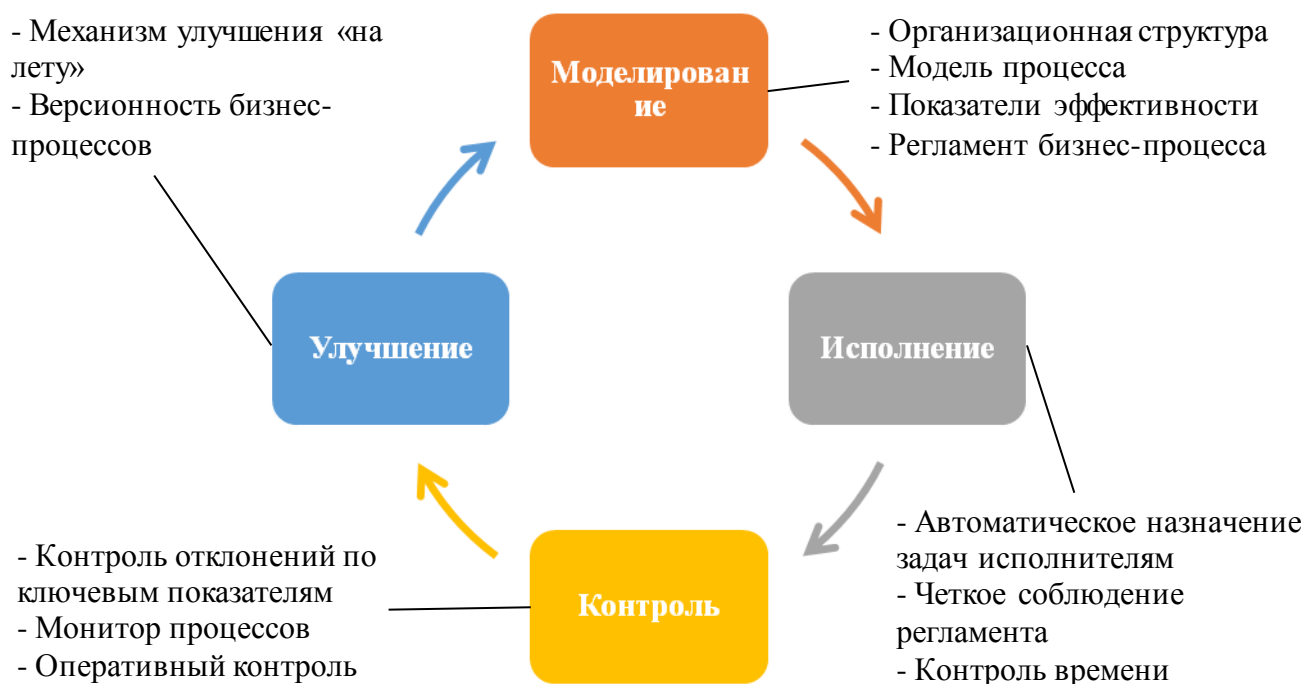 - Механизм улучшения «на
лету»
- Версионность бизнес-
процессов
Моделирован
ие
- Организационная структура
- Модель процесса
- Показатели эффективности
- Регламент бизнес-процесса
Улучшение
Исполнение
- Контроль отклонений по
ключевым показателям
- Монитор процессов
- Оперативный контроль
Контроль
- Автоматическое назначение
задач исполнителям
- Четкое соблюдение
регламента
- Контроль времени